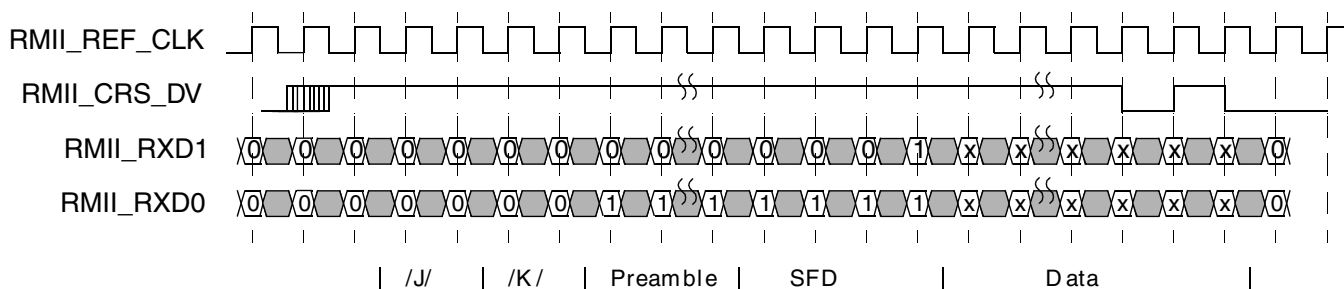 RMII_REF_CLK
RMII_CRS_DV
RMII_RXD1 0 0 0 0 0 0 0 0 0 0 0 0 0 1 x x x x x x 0
RMII_RXD0 0 0 0 0 0 0 0 1 1 1 1 1 1 1 x x x x x x 0
/J/ /K/ Preamble SFD Data